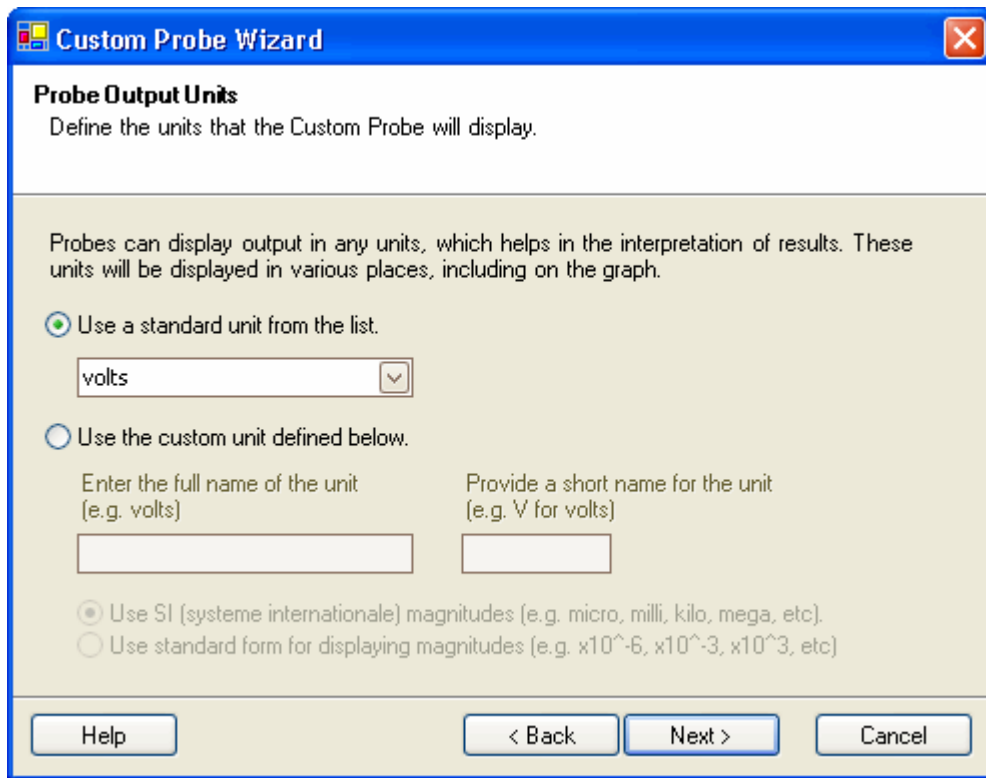 Custom Probe Wizard
Probe Output Units
Define the units that the Custom Probe will display.
Probes can display output in any units, which helps in the interpretation of results. These
units will be displayed in various places, including on the graph.
Use a standard unit from the list.
volts
Use the custom unit defined below.
Enter the full name of the unit
(e.g. volts)
Provide a short name for the unit
(e.g. V for volts)
Use SI (systeme internationale) magnitudes (e.g. micro, milli, kilo, mega, etc).
Use standard form for displaying magnitudes (e.g. x10^-6, x10^-3, x10^3, etc)
Help
< Back
Next >
Cancel